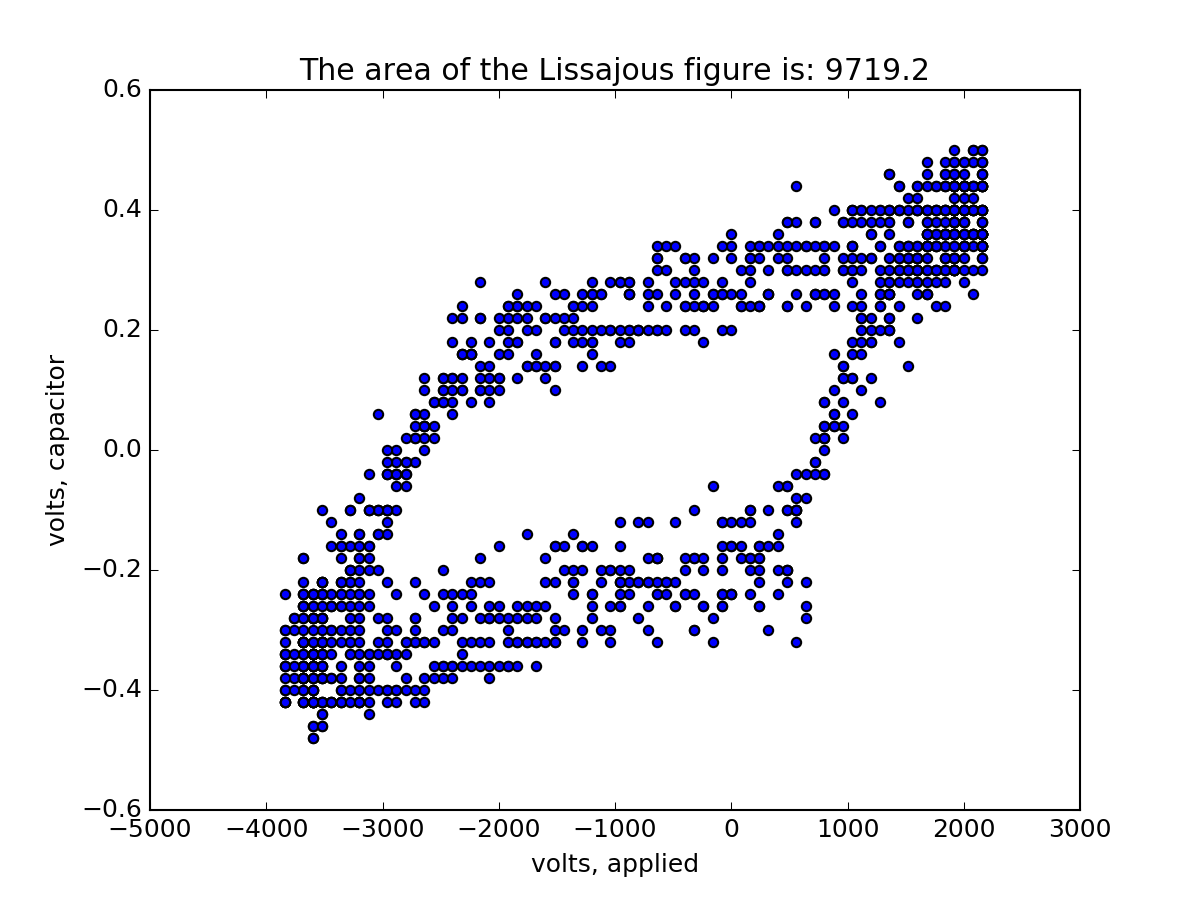 The area of the Lissajous figure is: 9719.2
0.6
0.4
0.2
0.0
−0.2
−0.4
−0.6
volts, capacitor
−5000 −4000 −3000 −2000 −1000 0 1000 2000 3000
volts, applied